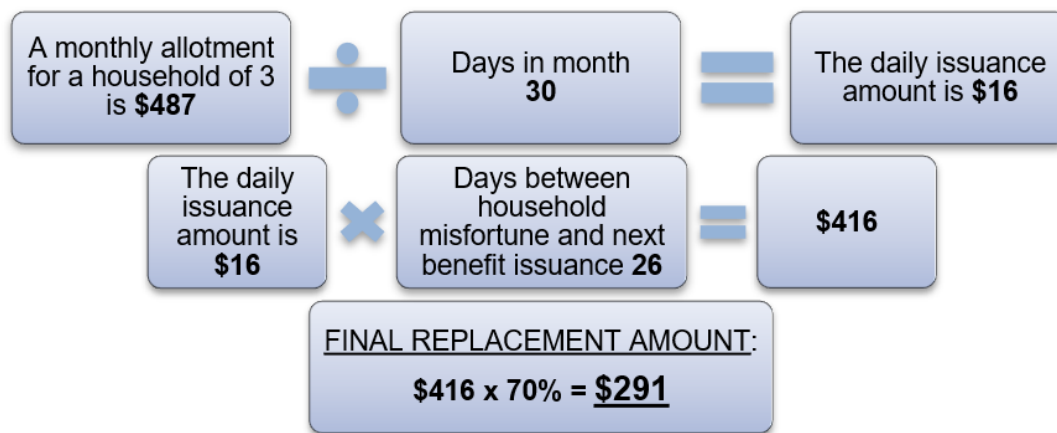 A monthly allotment
for a household of 3
is $487
Days in month
30
The daily issuance
amount is $16
The daily
issuance
amount is
$16
Days between
household
misfortune and next
benefit issuance 26
$416
FINAL REPLACEMENT AMOUNT:
$416 x 70% = $291